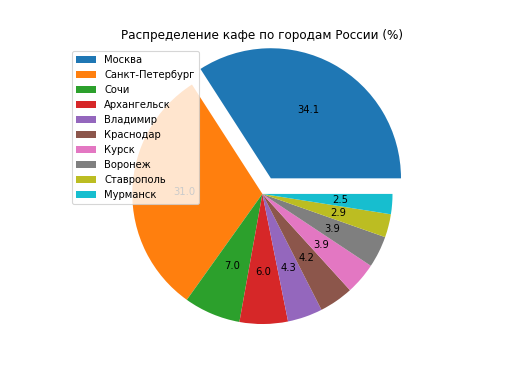 Распределение кафе по городам России (%)
Москва
Санкт-Петербург
Сочи
Архангельск
Владимир
Краснодар
Курск
Воронеж
Ставрополь
Мурманск
34.1
31.0
7.0
6.0
4.3
4.2
3.9
3.9
2.9
2.5